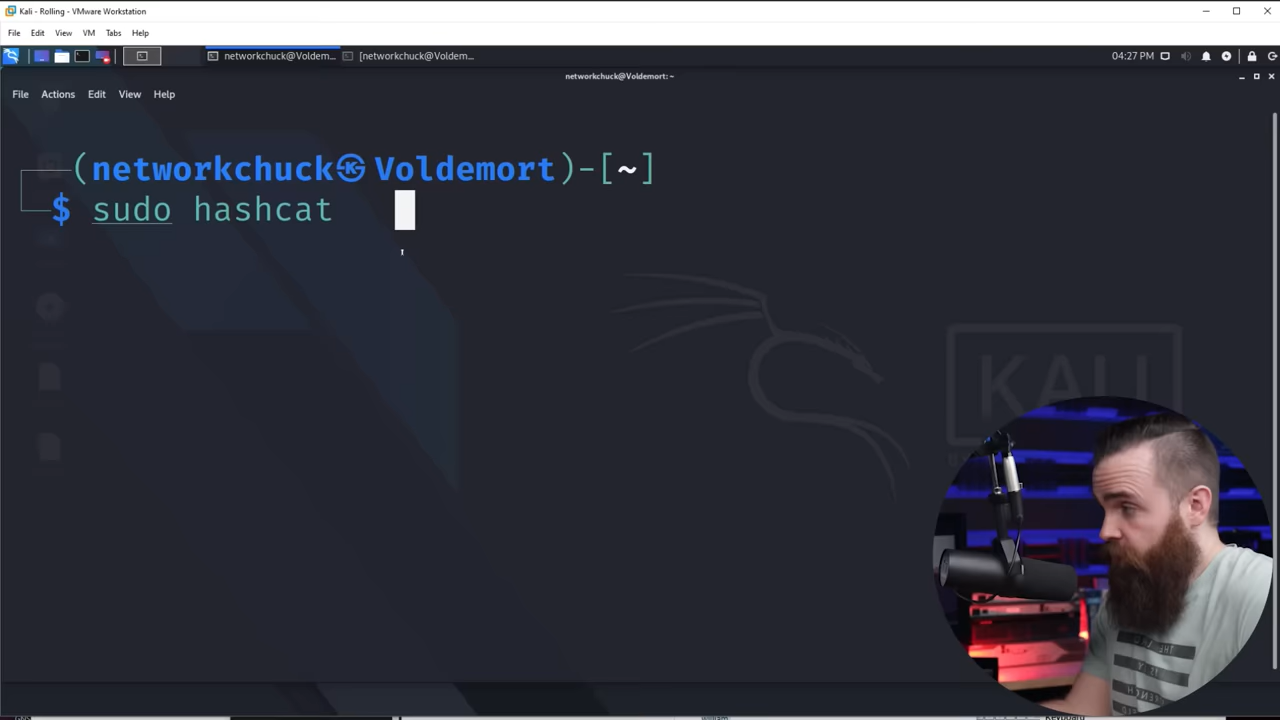 Kali - Rolling - VMware Workstation
File Edit View VM Tabs Help
networkchuck@Voldem... [networkchuck@Voldem... 04:27 PM
networkchuck@Voldemort: ~
File Actions Edit View Help
(networkchuck㉿Voldemort)-[~]
$ sudo hashcat
KALI